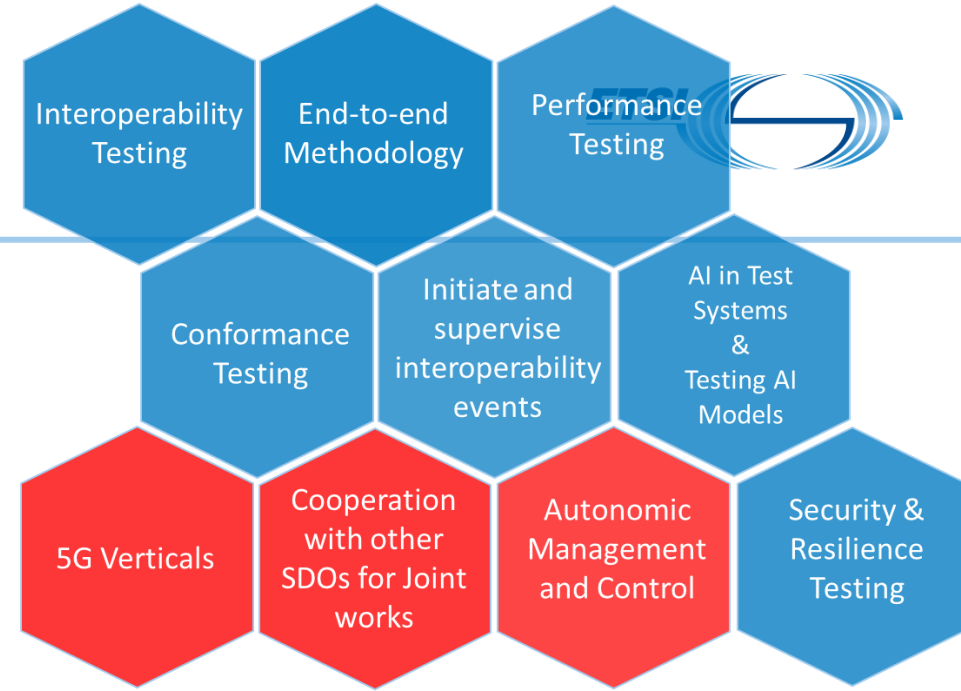 Interoperability
Testing
End-to-end
Methodology
Performance
Testing
ETSI
Conformance
Testing
Initiate and
supervise
interoperability
events
AI in Test
Systems
&
Testing AI
Models
5G Verticals
Cooperation
with other
SDOs for Joint
works
Autonomic
Management
and Control
Security &
Resilience
Testing